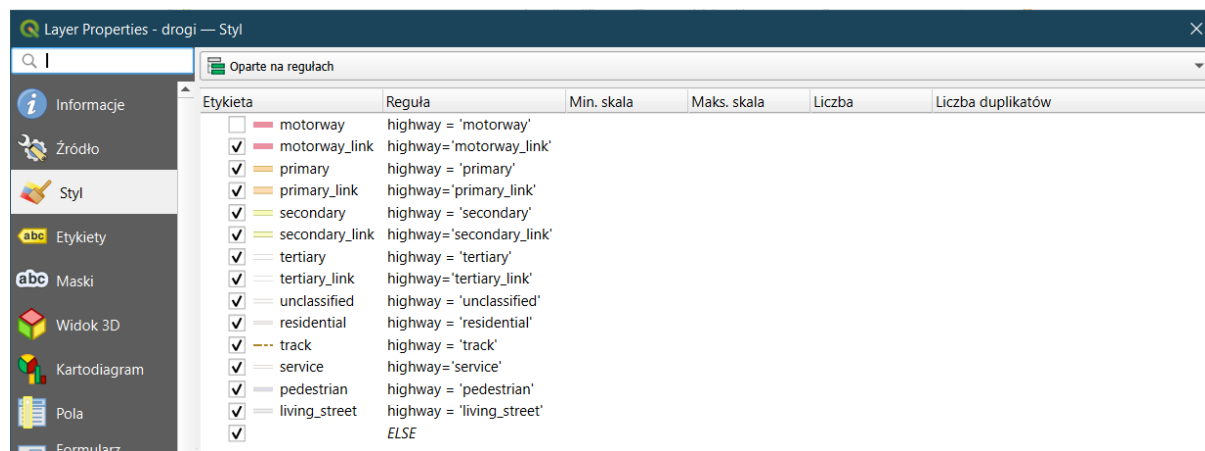 Layer Properties - drogi — Styl
Oparte na regułach
Informacje
Źródło
Styl
abc Etykiety
abc Maski
Widok 3D
Kartodiagram
Pola
Formularz
Etykieta Reguła Min. skala Maks. skala Liczba Liczba duplikatów
motorway highway = 'motorway'
motorway_link highway='motorway_link'
primary highway = 'primary'
primary_link highway='primary_link'
secondary highway = 'secondary'
secondary_link highway='secondary_link'
tertiary highway = 'tertiary'
tertiary_link highway='tertiary_link'
unclassified highway = 'unclassified'
residential highway = 'residential'
track highway = 'track'
service highway='service'
pedestrian highway = 'pedestrian'
living_street highway = 'living_street'
ELSE